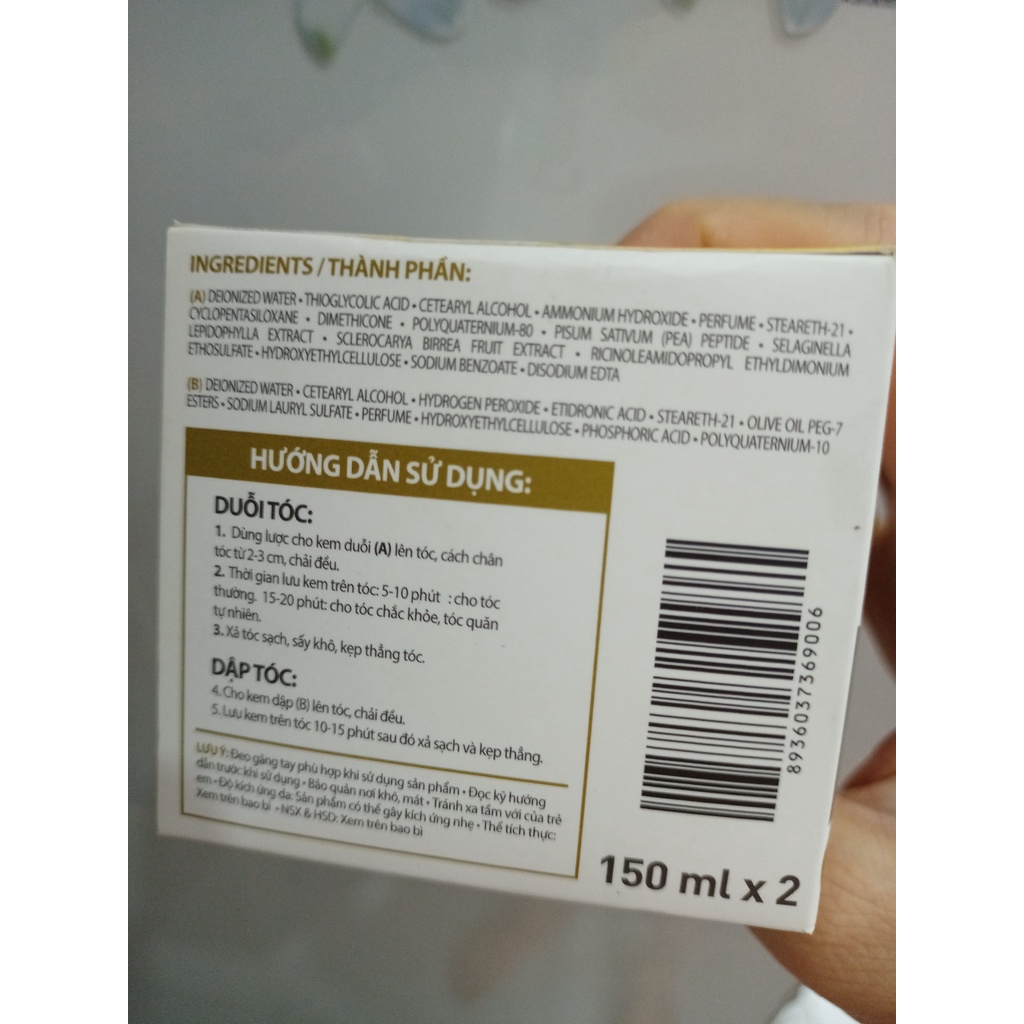 INGREDIENTS / THÀNH PHẦN:
(A) DEIONIZED WATER • THIOGLYCOLIC ACID • CETEARYL ALCOHOL • AMMONIUM HYDROXIDE • PERFUME • STEARETH-21 •
CYCLOPENTASILOXANE • DIMETHICONE • POLYQUATERNIUM-80 • PISUM SATIVUM (PEA) PEPTIDE • SELAGINELLA
LEPIDOPHYLLA EXTRACT • SCLEROCARYA BIRREA FRUIT EXTRACT • RICINOLEAMIDOPROPYL ETHYLDIMONIUM
ETHOSULFATE • HYDROXYETHYLCELLULOSE • SODIUM BENZOATE • DISODIUM EDTA
(B) DEIONIZED WATER • CETEARYL ALCOHOL • HYDROGEN PEROXIDE • ETIDRONIC ACID • STEARETH-21 • OLIVE OIL PEG-7
ESTERS • SODIUM LAURYL SULFATE • PERFUME • HYDROXYETHYLCELLULOSE • PHOSPHORIC ACID • POLYQUATERNIUM-10
HƯỚNG DẪN SỬ DỤNG:
DUỖI TÓC:
1. Dùng lược cho kem duỗi (A) lên tóc, cách chân
tóc từ 2-3 cm, chải đều.
2. Thời gian lưu kem trên tóc: 5-10 phút : cho tóc
thường. 15-20 phút: cho tóc chắc khỏe, tóc quăn
tự nhiên.
3. Xả tóc sạch, sấy khô, kẹp thẳng tóc.
DẬP TÓC:
4. Cho kem dập (B) lên tóc, chải đều.
5. Lưu kem trên tóc 10-15 phút sau đó xả sạch và kẹp thẳng.
LƯU Ý: Đeo găng tay phù hợp khi sử dụng sản phẩm • Đọc kỹ hướng
dẫn trước khi sử dụng • Bảo quản nơi khô, mát • Tránh xa tầm với của trẻ
em • Độ kích ứng da: Sản phẩm có thể gây kích ứng nhẹ • Thể tích thực:
Xem trên bao bì • NSX & HSD: Xem trên bao bì
8936037369006
150 ml x 2